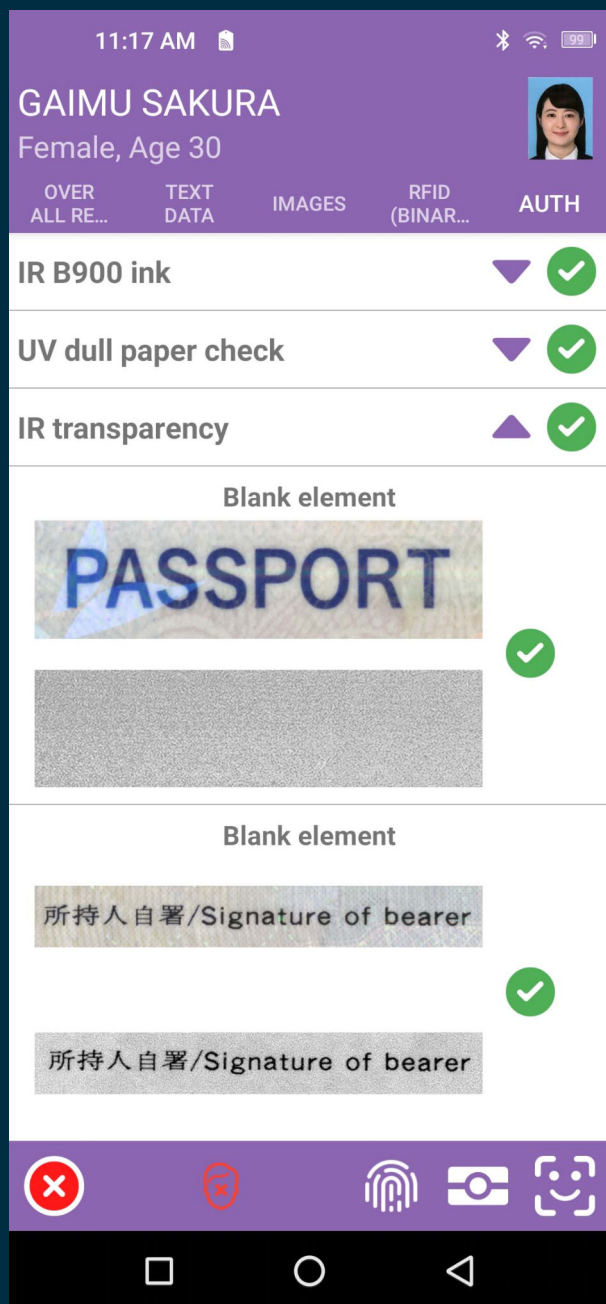 11:17 AM
99
GAIMU SAKURA
Female, Age 30
OVER ALL RE...
TEXT DATA
IMAGES
RFID (BINAR...
AUTH
IR B900 ink
UV dull paper check
IR transparency
Blank element
PASSPORT
Blank element
所持人自署/Signature of bearer
所持人自署/Signature of bearer